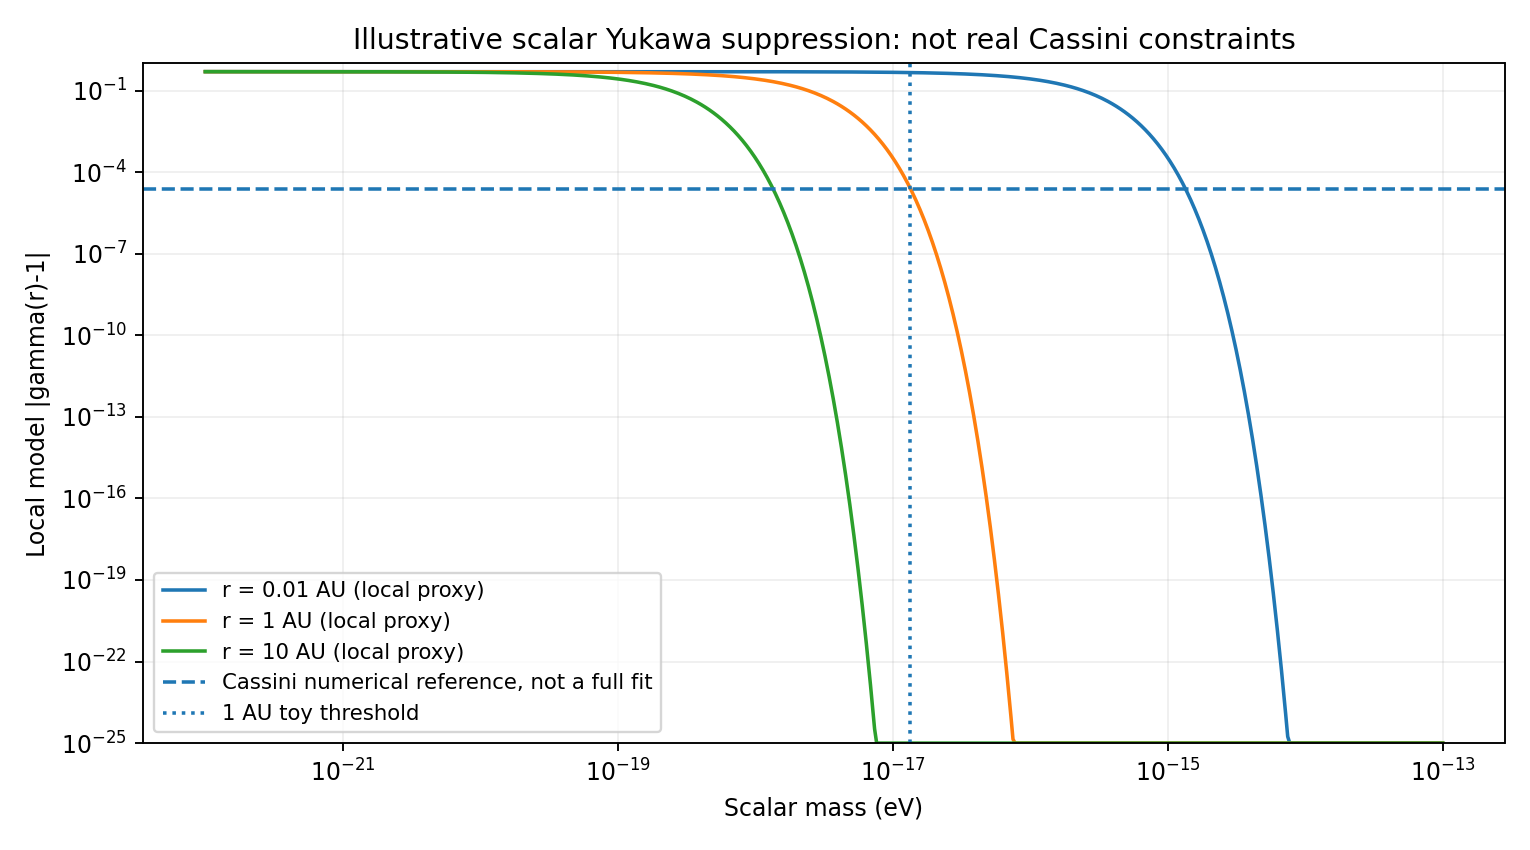 Illustrative scalar Yukawa suppression: not real Cassini constraints
Local model |gamma(r)-1|
10⁻¹
10⁻⁴
10⁻⁷
10⁻¹⁰
10⁻¹³
10⁻¹⁶
10⁻¹⁹
10⁻²²
10⁻²⁵
r = 0.01 AU (local proxy)
r = 1 AU (local proxy)
r = 10 AU (local proxy)
Cassini numerical reference, not a full fit
1 AU toy threshold
10⁻²¹ 10⁻¹⁹ 10⁻¹⁷ 10⁻¹⁵ 10⁻¹³
Scalar mass (eV)